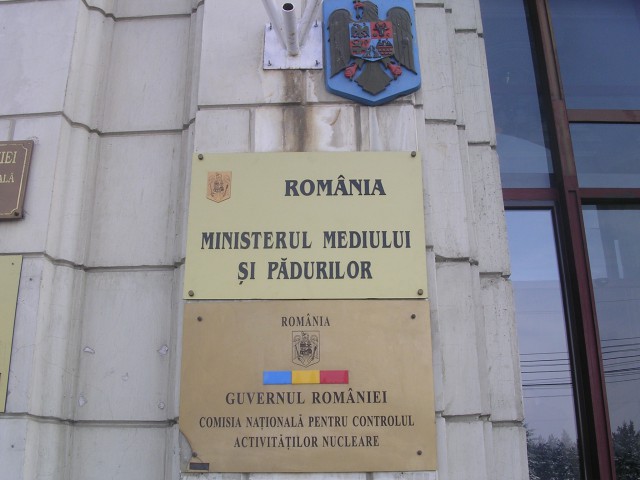 ROMÂNIA
MINISTERUL MEDIULUI
ȘI PĂDURILOR
ROMÂNIA
GUVERNUL ROMÂNIEI
COMISIA NAȚIONALĂ PENTRU CONTROLUL
ACTIVITĂȚILOR NUCLEARE